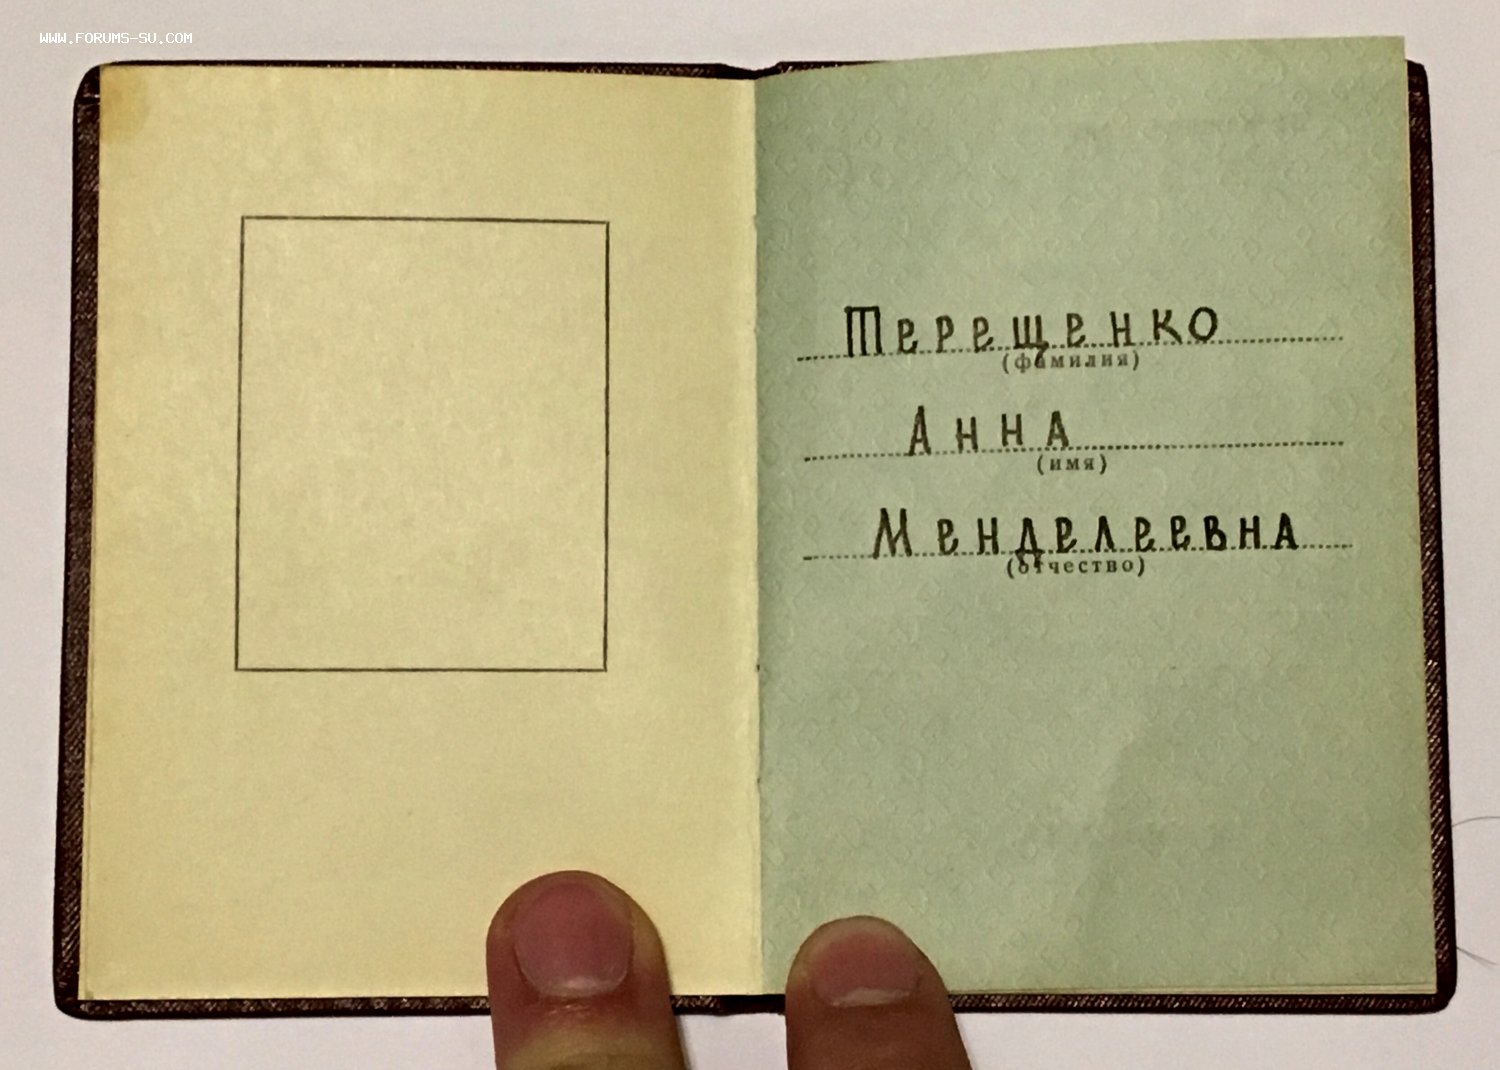 WWW.FORUMS-SU.COM
Терещенко
(фамилия)
Анна
(имя)
Менделеевна
(отчество)